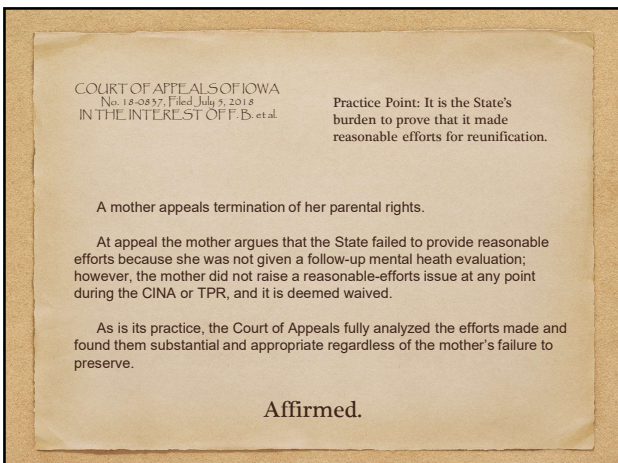 COURT OF APPEALS OF IOWA
No. 18-0837, Filed July 5, 2018
IN THE INTEREST OF F. B. et al.
Practice Point: It is the State's
burden to prove that it made
reasonable efforts for reunification.
A mother appeals termination of her parental rights.
At appeal the mother argues that the State failed to provide reasonable
efforts because she was not given a follow-up mental heath evaluation;
however, the mother did not raise a reasonable-efforts issue at any point
during the CINA or TPR, and it is deemed waived.
As is its practice, the Court of Appeals fully analyzed the efforts made and
found them substantial and appropriate regardless of the mother's failure to
preserve.
Affirmed.